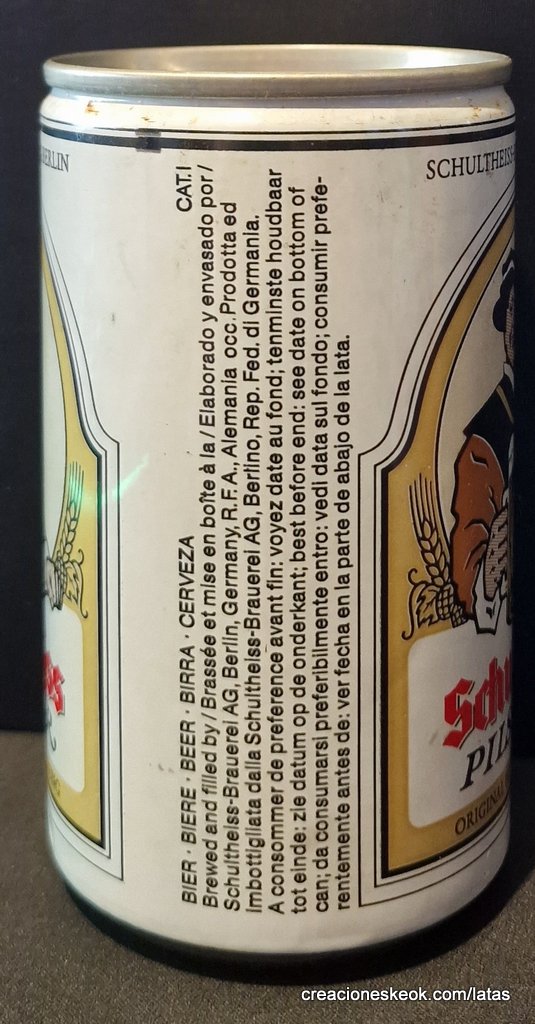 BERLIN
SCHULTHEISS-
BIER · BIERE · BEER · BIRRA · CERVEZA CAT.I
Brewed and filled by / Brassée et mise en boîte à la / Elaborado y envasado por /
Schultheiss-Brauerei AG, Berlin, Germany, R.F.A., Alemania occ. Prodotta ed
imbottigliata dalla Schultheiss-Brauerei AG, Berlino, Rep. Fed. di Germania.
A consommer de preference avant fin: voyez date au fond; tenminste houdbaar
tot einde: zie datum op de onderkant; best before end: see date on bottom of
can; da consumarsi preferibilmente entro: vedi data sul fondo; consumir prefe-
rentemente antes de: ver fecha en la parte de abajo de la lata.
Schu
PILS
ORIGINAL
creacioneskeok.com/latas